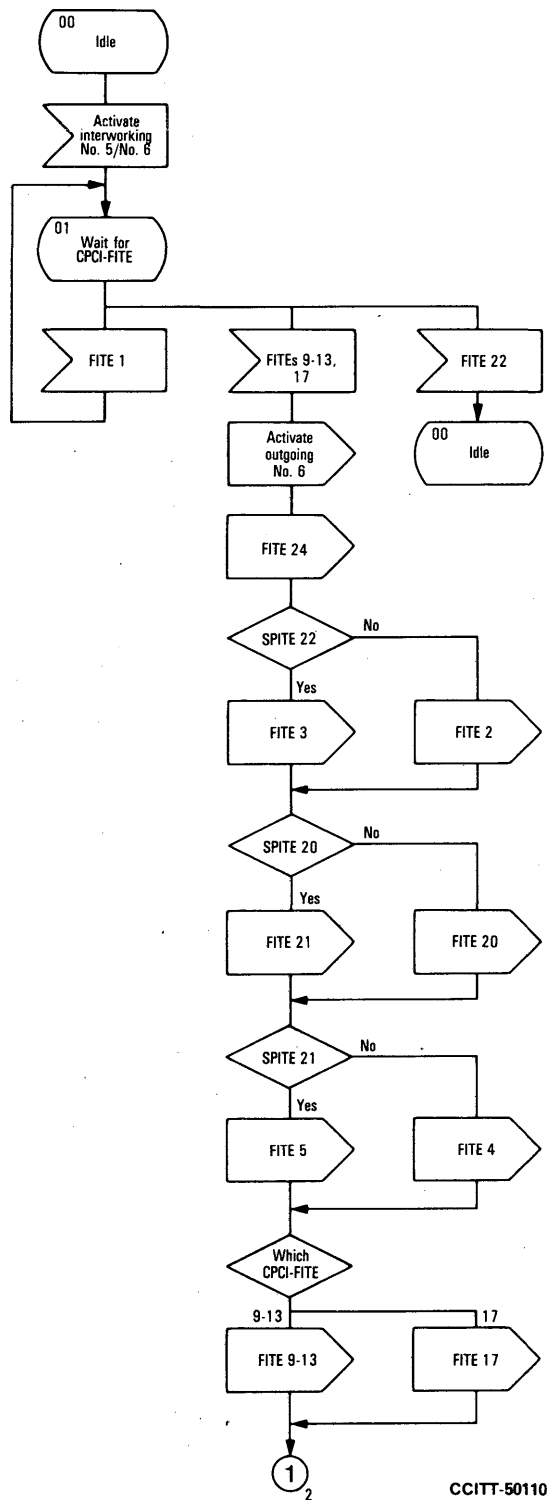 00
Idle
Activate
interworking
No. 5/No. 6
01
Wait for
CPCI-FITE
FITE 1
FITEs 9-13,
17
FITE 22
Activate
outgoing
No. 6
00
Idle
FITE 24
SPITE 22
No
Yes
FITE 3
FITE 2
SPITE 20
No
Yes
FITE 21
FITE 20
SPITE 21
No
Yes
FITE 5
FITE 4
Which
CPCI-FITE
9-13
17
FITE 9-13
FITE 17
1
2
CCITT-50110